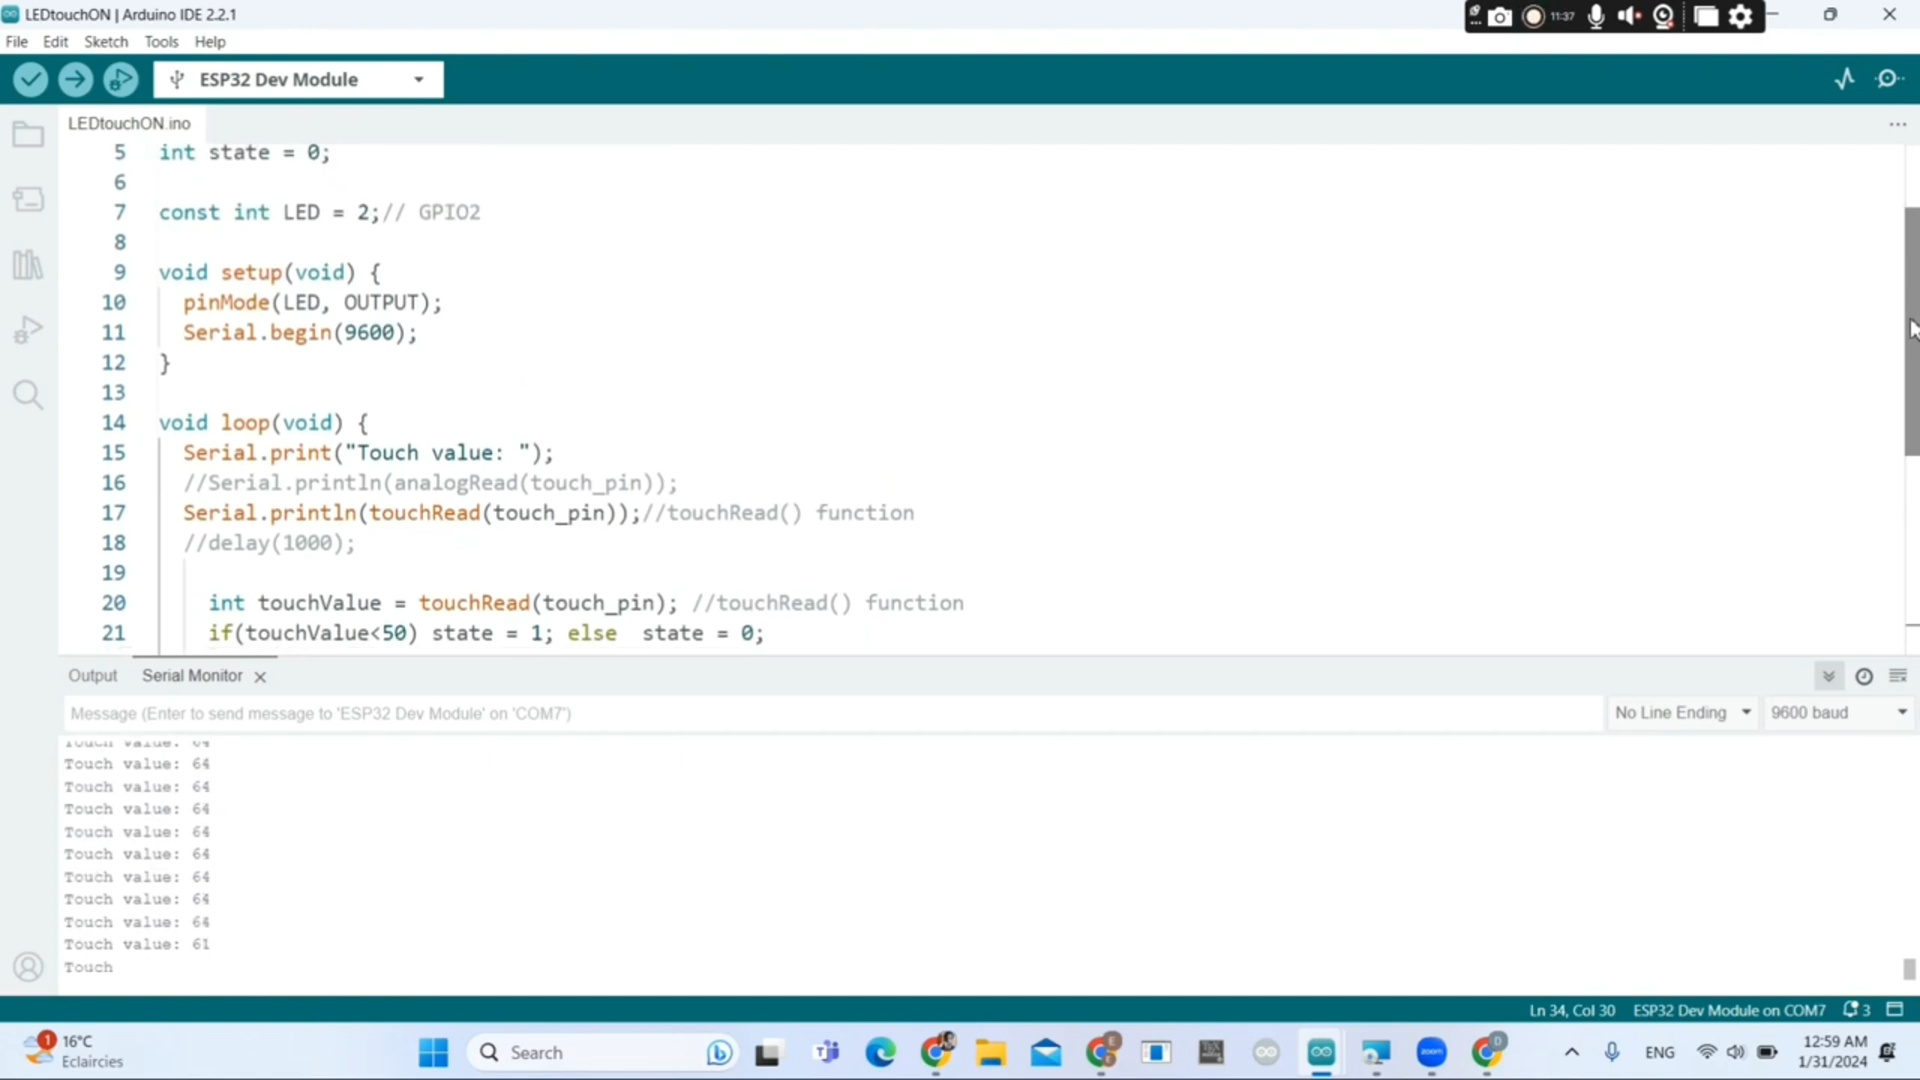 LEDtouchON | Arduino IDE 2.2.1
11:37
File Edit Sketch Tools Help
ESP32 Dev Module
LEDtouchON.ino
5 int state = 0;
6
7 const int LED = 2;// GPIO2
8
9 void setup(void) {
10 pinMode(LED, OUTPUT);
11 Serial.begin(9600);
12 }
13
14 void loop(void) {
15 Serial.print("Touch value: ");
16 //Serial.println(analogRead(touch_pin));
17 Serial.println(touchRead(touch_pin));//touchRead() function
18 //delay(1000);
19
20 int touchValue = touchRead(touch_pin); //touchRead() function
21 if(touchValue<50) state = 1; else  state = 0;
Output Serial Monitor
Message (Enter to send message to 'ESP32 Dev Module' on 'COM7')
No Line Ending 9600 baud
Touch value: 64
Touch value: 64
Touch value: 64
Touch value: 64
Touch value: 64
Touch value: 64
Touch value: 64
Touch value: 64
Touch value: 64
Touch value: 61
Touch
Ln 34, Col 30 ESP32 Dev Module on COM7 3
1 16°C
Eclaircies
Search
zoom
ENG
12:59 AM
1/31/2024